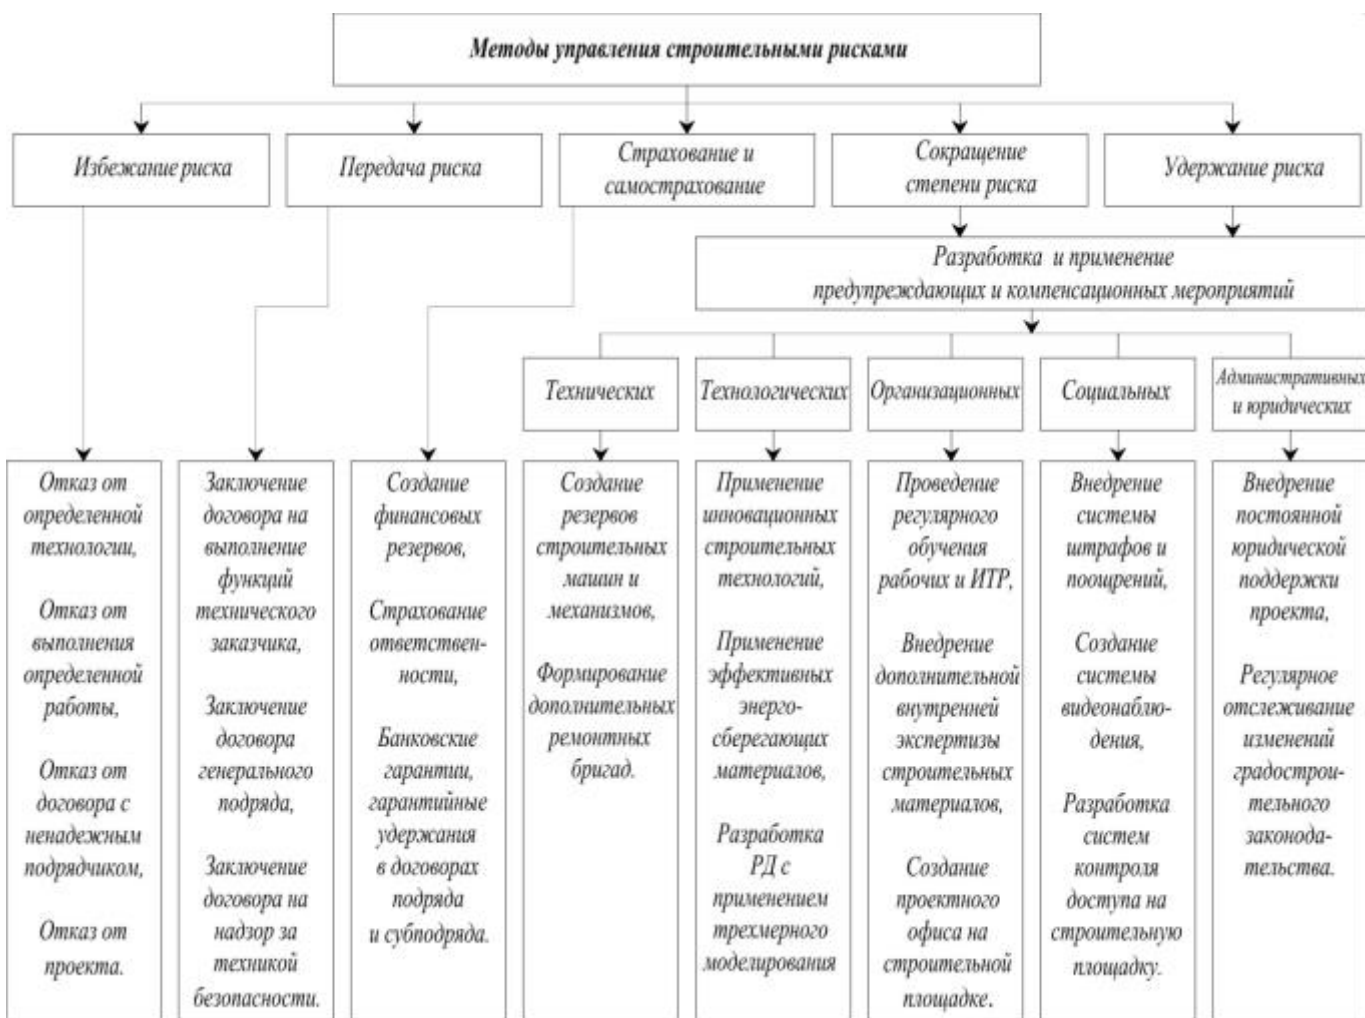 Методы управления строительными рисками
Избежание риска
Передача риска
Страхование и
самострахование
Сокращение
степени риска
Удержание риска
Разработка и применение
предупреждающих и компенсационных мероприятий
Технических
Технологических
Организационных
Социальных
Административных
и юридических
Отказ от
определенной
технологии,
Отказ от
выполнения
определенной
работы,
Отказ от
договора с
ненадежным
подрядчиком,
Отказ от
проекта.
Заключение
договора на
выполнение
функций
технического
заказчика,
Заключение
договора
генерального
подряда,
Заключение
договора на
надзор за
техникой
безопасности.
Создание
финансовых
резервов,
Страхование
ответствен-
ности,
Банковские
гарантии,
гарантийные
удержания
в договорах
подряда
и субподряда.
Создание
резервов
строительных
машин и
механизмов,
Формирование
дополнительных
ремонтных
бригад.
Применение
инновационных
строительных
технологий,
Применение
эффективных
энерго-
сберегающих
материалов,
Разработка
РД с
применением
трехмерного
моделирования
Проведение
регулярного
обучения
рабочих и ИТР,
Внедрение
дополнительной
внутренней
экспертизы
строительных
материалов,
Создание
проектного
офиса на
строительной
площадке.
Внедрение
системы
штрафов и
поощрений,
Создание
системы
видеонаблю-
дения,
Разработка
систем
контроля
доступа на
строительную
площадку.
Внедрение
постоянной
юридической
поддержки
проекта,
Регулярное
отслеживание
изменений
градострои-
тельного
законода-
тельства.